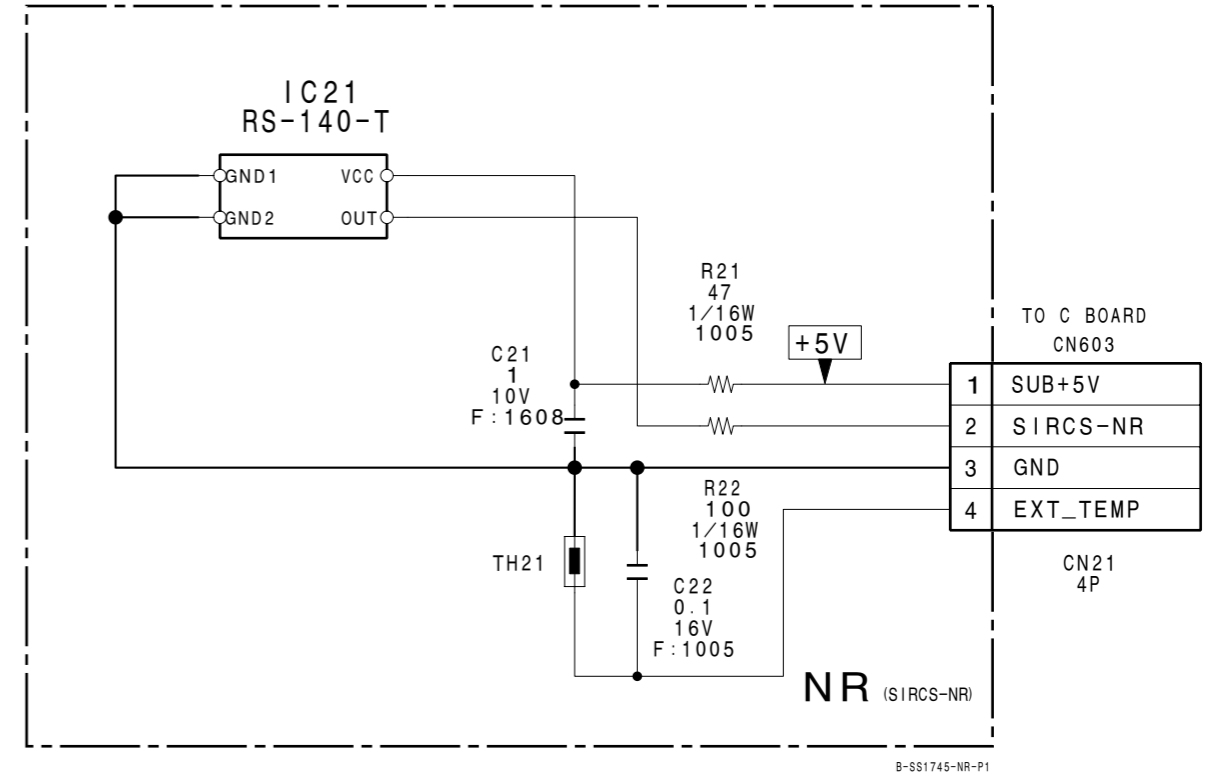 IC21
RS-140-T
GND1 VCC
GND2 OUT
R21
47
1/16W
1005
+5V
TO C BOARD
CN603
C21
1
10V
F:1608
1 SUB+5V
2 SIRCS-NR
3 GND
4 EXT_TEMP
R22
100
1/16W
1005
TH21
CN21
4P
C22
0.1
16V
F:1005
NR (SIRCS-NR)
B-SS1745-NR-P1